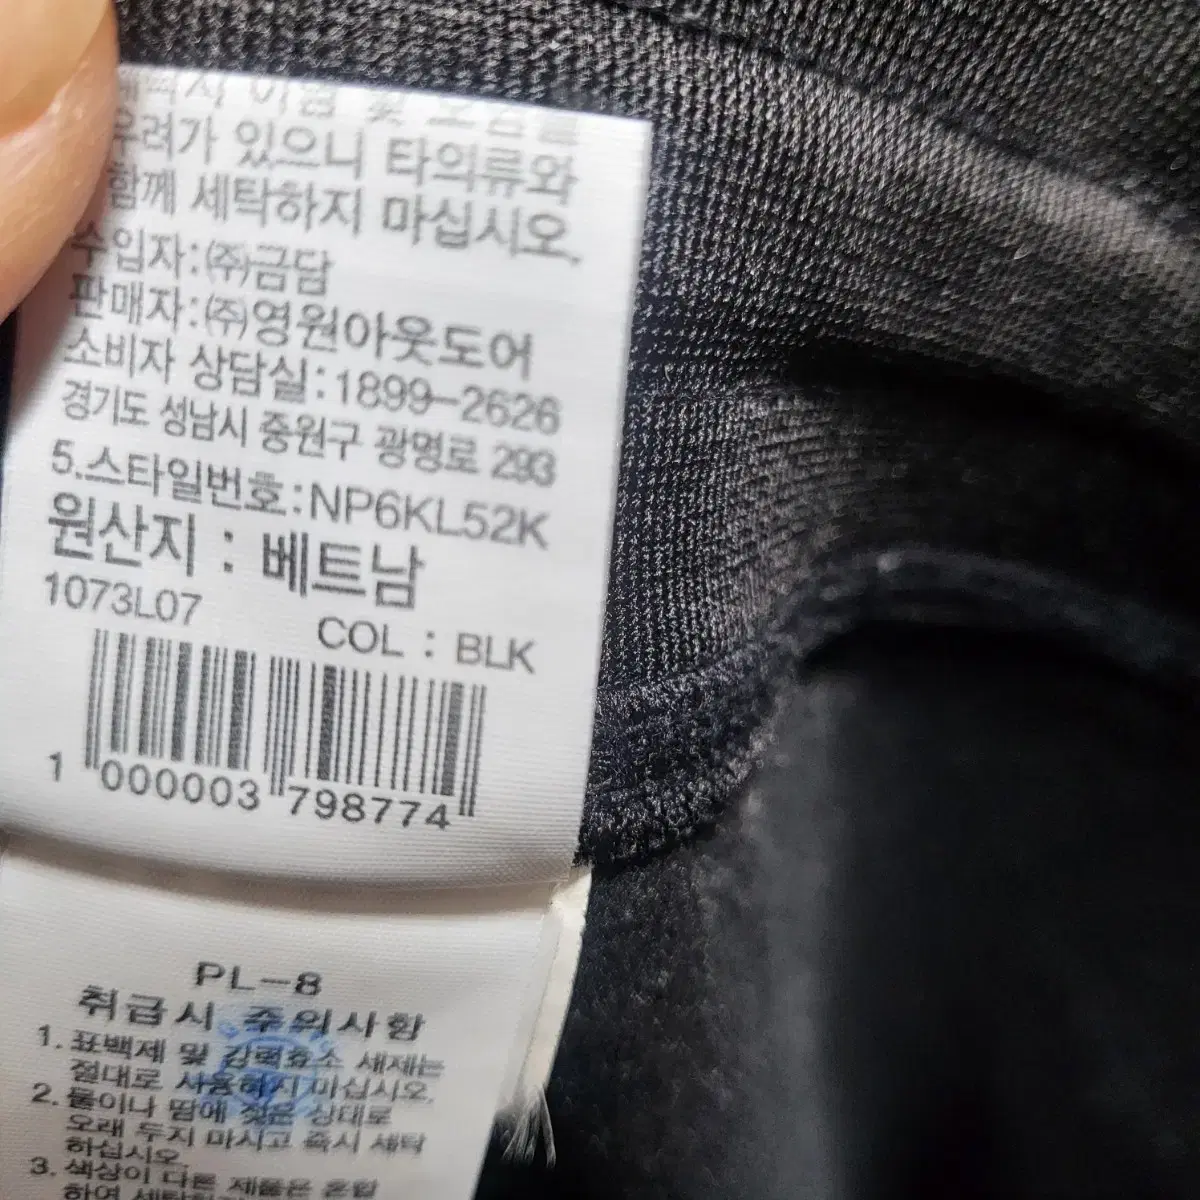 우려가 있으니 타의류와
함께 세탁하지 마십시오.
수입자:㈜금담
판매자:㈜영원아웃도어
소비자 상담실:1899-2626
경기도 성남시 중원구 광명로 293
5.스타일번호:NP6KL52K
원산지 : 베트남
1073L07
COL : BLK
1 000003 798774
PL-8
취급시 주의사항
1. 표백제 및 강력효소 세제는
절대로 사용하지 마십시오.
2. 물이나 땀에 젖은 상태로
오래 두지 마시고 즉시 세탁
하십시오.
3. 색상이 다른 제품은 혼합
하여